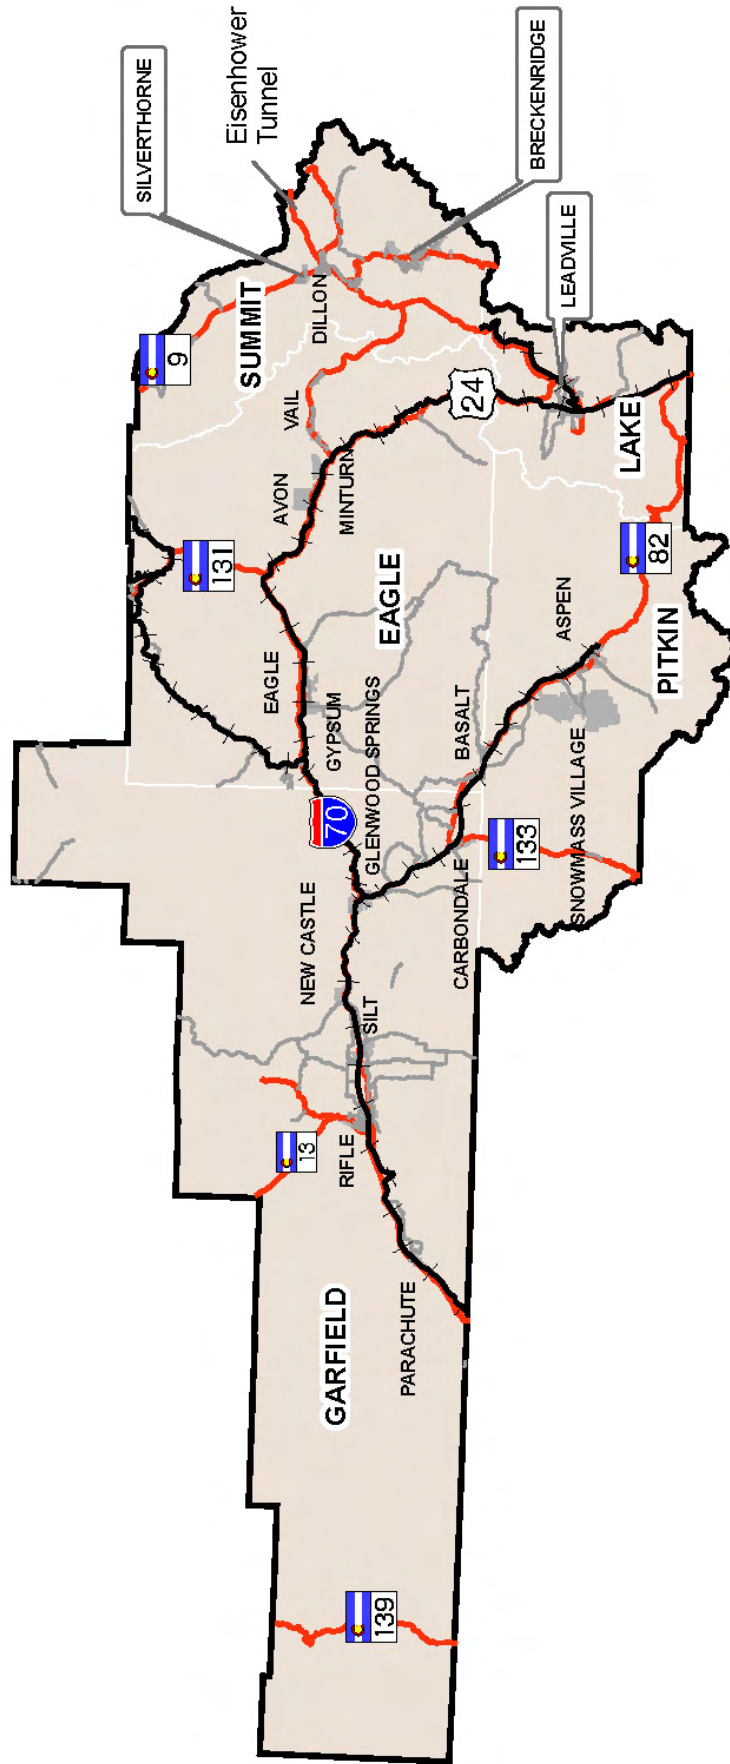 SILVERTHORNE
Eisenhower
Tunnel
BRECKENRIDGE
LEADVILLE
9
SUMMIT
DILLON
VAIL
24
LAKE
AVON
MINTURN
131
EAGLE
82
EAGLE
GYPSUM
ASPEN
PITKIN
BASALT
70
GLENWOOD SPRINGS
SNOWMASS VILLAGE
133
CARBONDALE
NEW CASTLE
SILT
13
RIFLE
PARACHUTE
GARFIELD
139